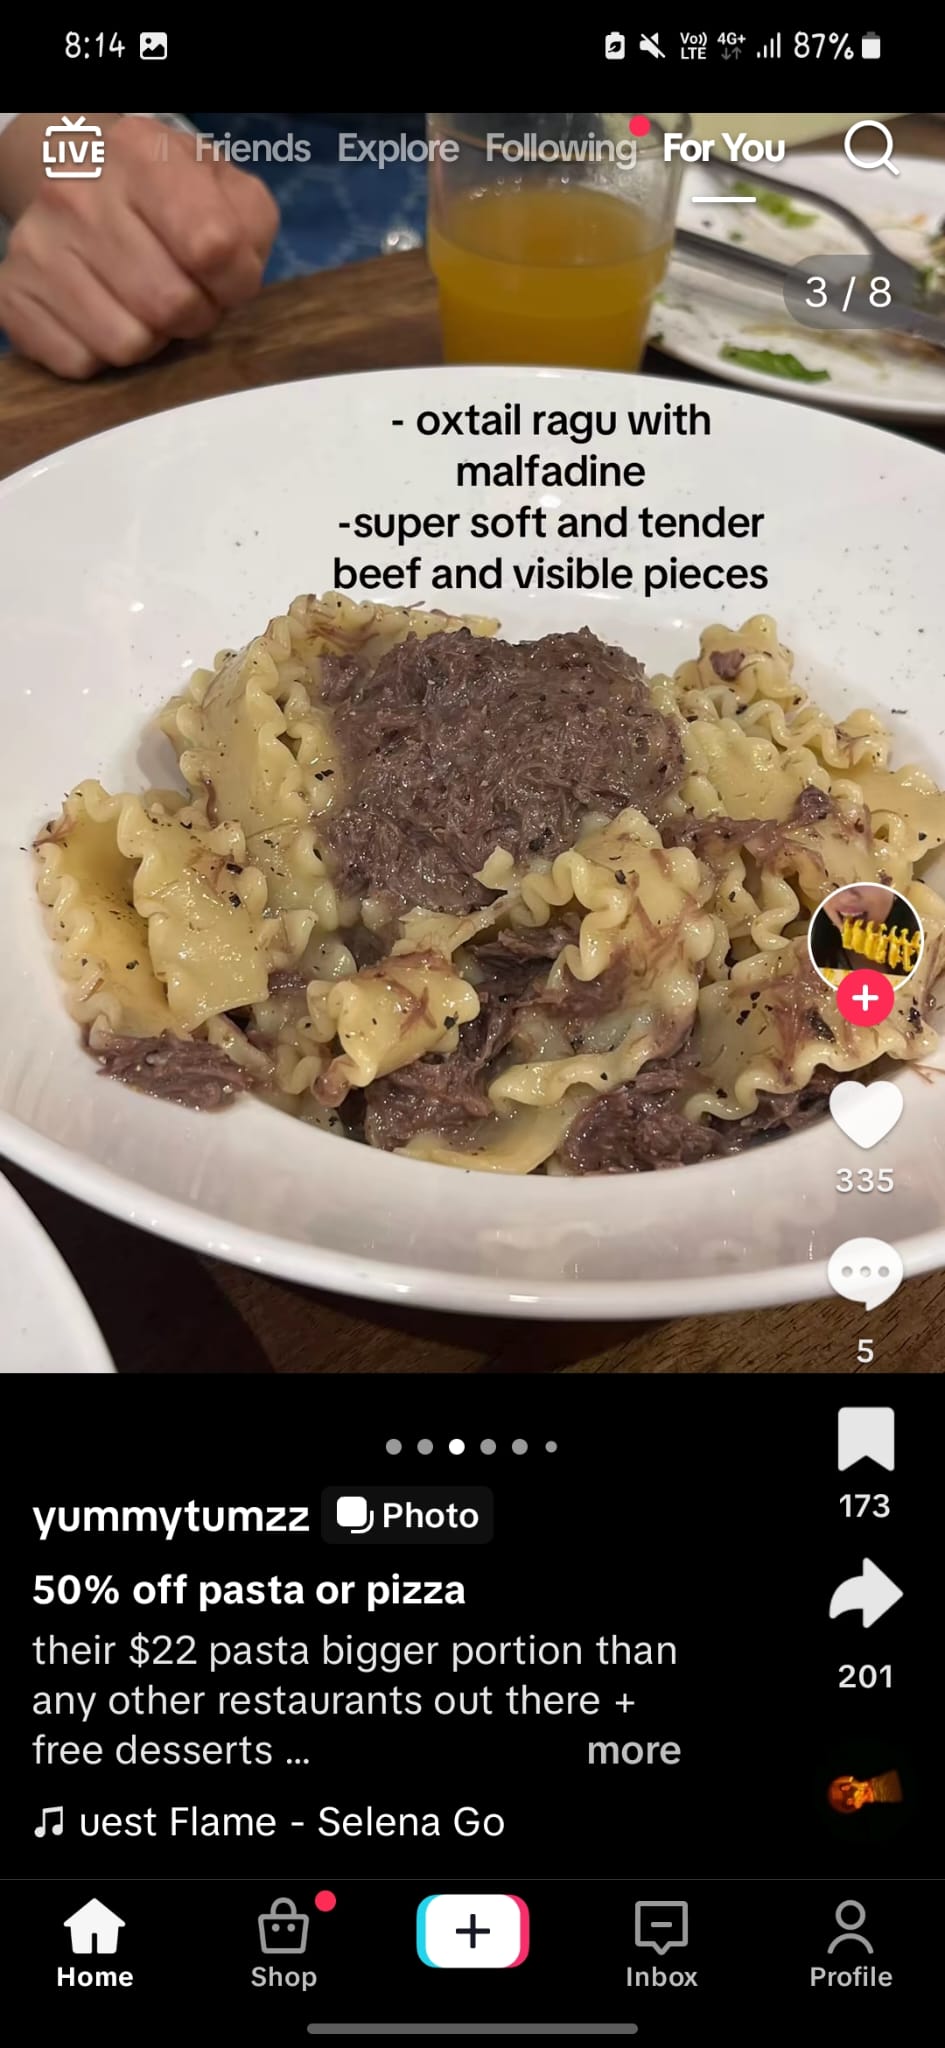 8:14
Vo)) LTE 4G+ 87%
LIVE Friends Explore Following For You
3 / 8
- oxtail ragu with
malfadine
-super soft and tender
beef and visible pieces
335
5
173
yummytumzz Photo
50% off pasta or pizza
their $22 pasta bigger portion than
any other restaurants out there +
free desserts ... more
201
uest Flame - Selena Go
Home Shop Inbox Profile